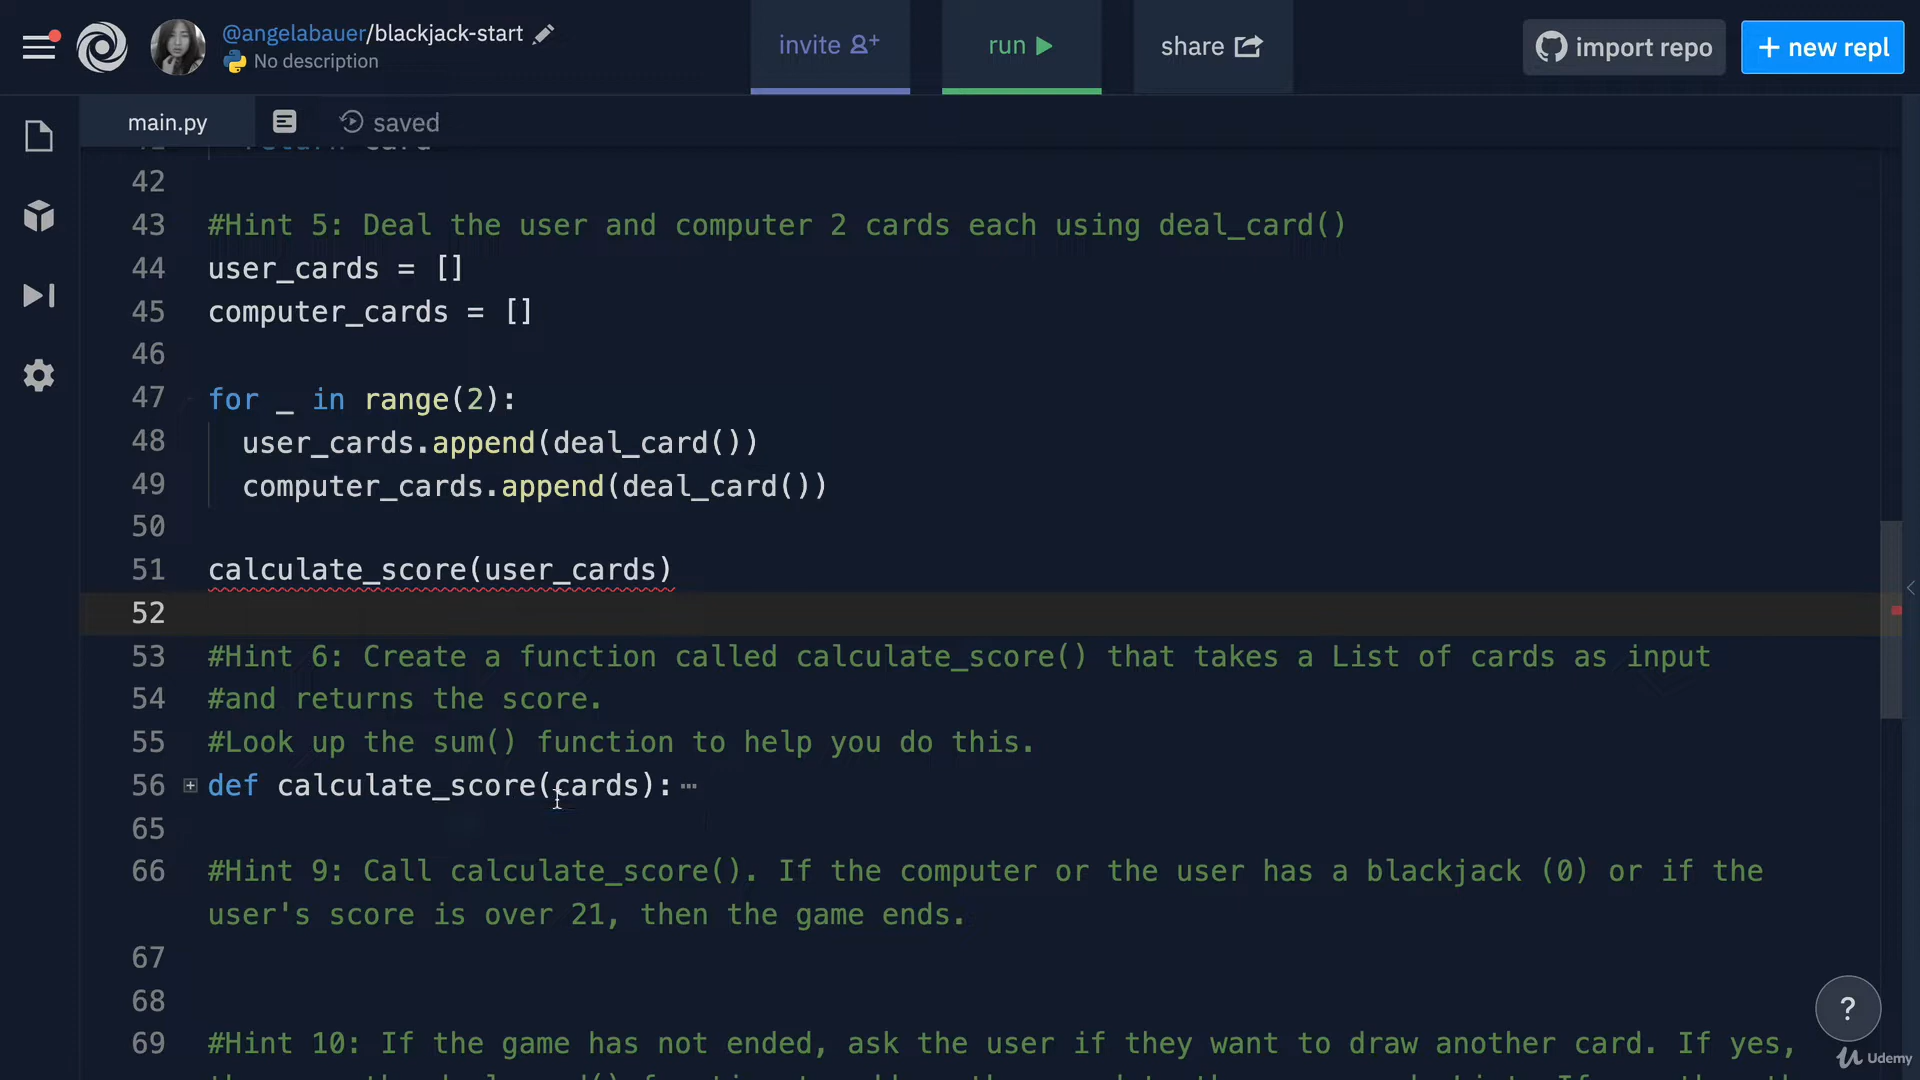 @angelabauer/blackjack-start
No description
invite
run
share
import repo
+ new repl
main.py
saved
return card
42
43 #Hint 5: Deal the user and computer 2 cards each using deal_card()
44 user_cards = []
45 computer_cards = []
46
47 for _ in range(2):
48 user_cards.append(deal_card())
49 computer_cards.append(deal_card())
50
51 calculate_score(user_cards)
52
53 #Hint 6: Create a function called calculate_score() that takes a List of cards as input
54 #and returns the score.
55 #Look up the sum() function to help you do this.
56 def calculate_score(cards):
65
66 #Hint 9: Call calculate_score(). If the computer or the user has a blackjack (0) or if the
user's score is over 21, then the game ends.
67
68
69 #Hint 10: If the game has not ended, ask the user if they want to draw another card. If yes,
?
Udemy